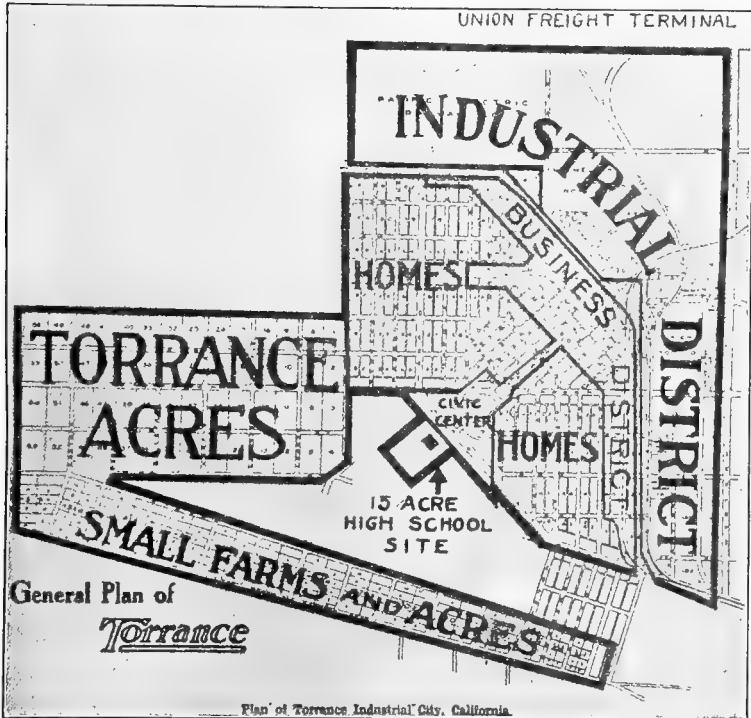 UNION FREIGHT TERMINAL
INDUSTRIAL
DISTRICT
BUSINESS
DISTRICT
HOMES
TORRANCE
ACRES
CIVIC
CENTER
HOMES
15 ACRE
HIGH SCHOOL
SITE
SMALL FARMS AND ACRES
General Plan of
Torrance
Plan of Torrance Industrial City, California